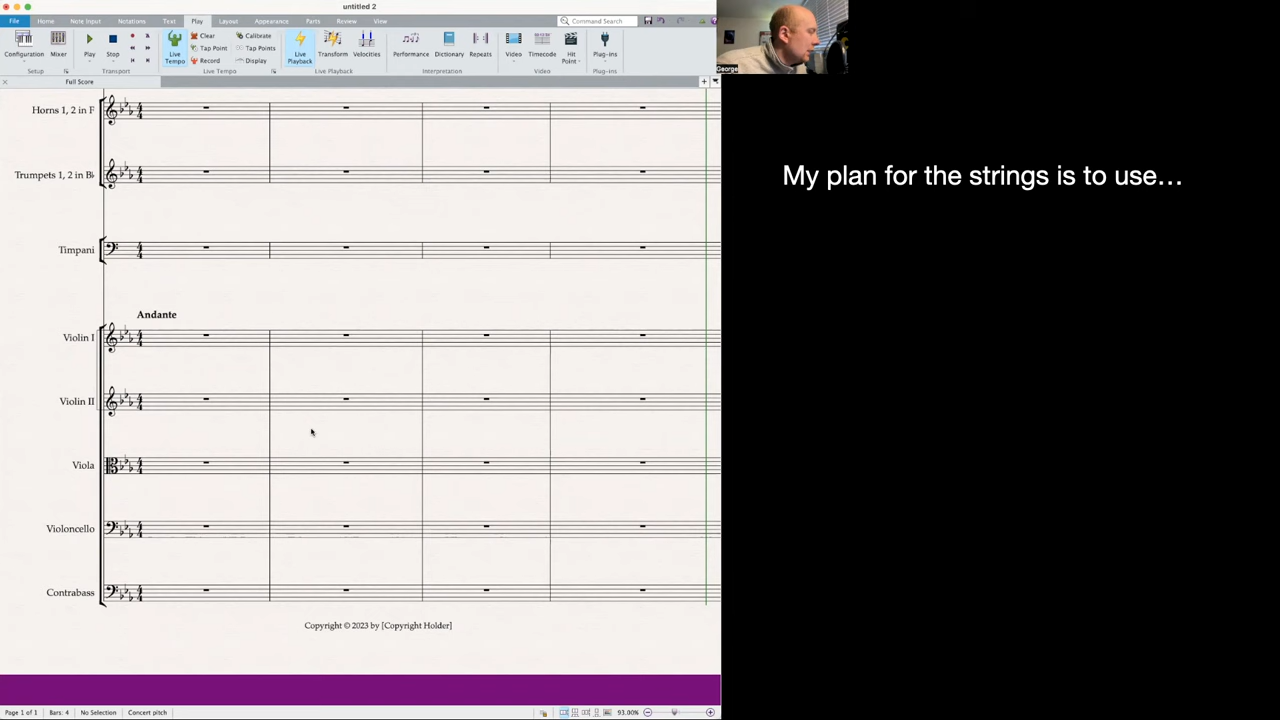 untitled 2
File Home Note Input Notations Text Play Layout Appearance Parts Review View Command Search
Configuration Mixer Play Stop Live Tempo Clear Tap Point Record Calibrate Tap Points Display Live Playback Transform Velocities Performance Dictionary Repeats Video Timecode Hit Point Plug-ins
Setup Transport Live Tempo Live Playback Interpretation Video Plug-ins
Full Score
George
My plan for the strings is to use…
Horns 1, 2 in F
Trumpets 1, 2 in B♭
Timpani
Andante
Violin I
Violin II
Viola
Violoncello
Contrabass
Copyright © 2023 by [Copyright Holder]
Page 1 of 1 Bars: 4 No Selection Concert pitch 93.00%